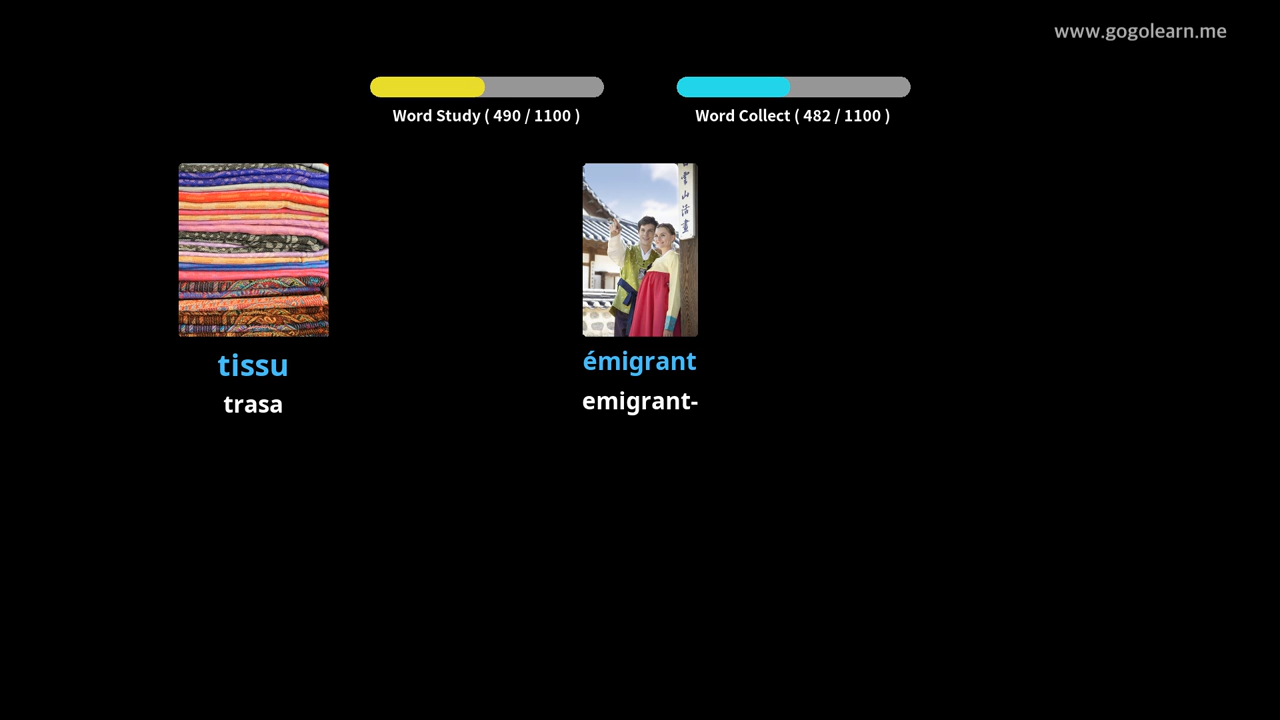 www.gogolearn.me
Word Study ( 490 / 1100 )
Word Collect ( 482 / 1100 )
tissu
trasa
émigrant
emigrant-